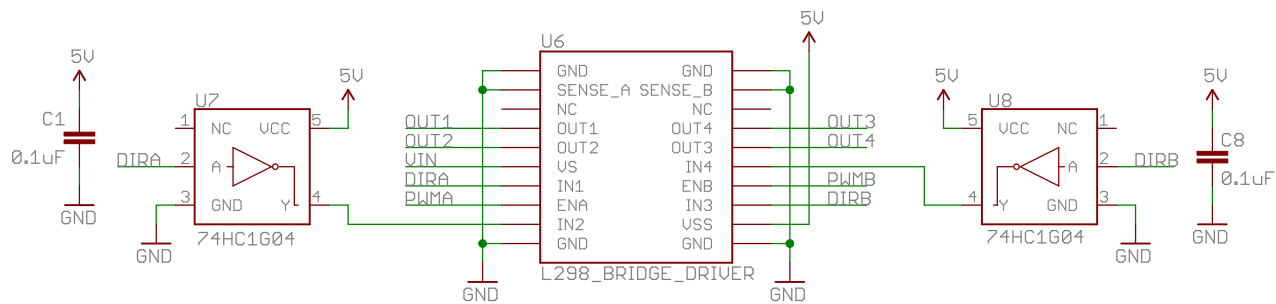 5V
C1
0.1uF
GND
U7
5V
1 NC VCC 5
DIRA 2 A
3 GND Y 4
74HC1G04
GND
U6
5V
GND GND
SENSE_A SENSE_B
NC NC
OUT1 OUT1 OUT4 OUT3
OUT2 OUT2 OUT3 OUT4
VIN VS IN4
DIRA IN1 ENB PWMB
PWMA ENA IN3 DIRB
IN2 VSS
GND GND
L298_BRIDGE_DRIVER
GND GND
5V
U8
5 VCC NC 1
A 2 DIRB
4 Y GND 3
74HC1G04
GND
5V
C8
0.1uF
GND